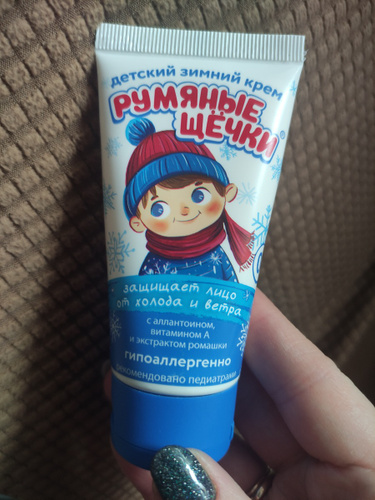 детский зимний крем
РУМЯНЫЕ
ЩЁЧКИ®
защищает лицо
от холода и ветра
с аллантоином,
витамином А
и экстрактом ромашки
гипоаллергенно
рекомендовано педиатрами